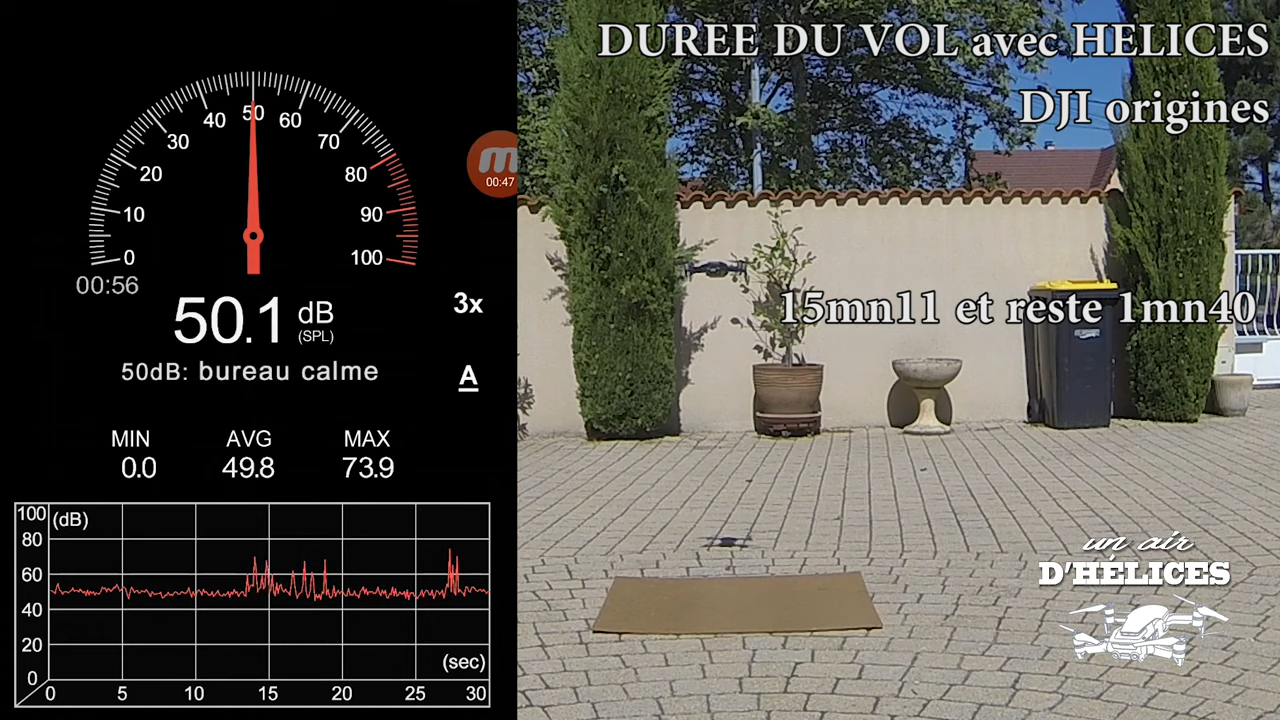 DUREE DU VOL avec HELICES
DJI origines
15mn11 et reste 1mn40
0
10
20
30
40
50
60
70
80
90
100
00:56
00:47
50.1 dB
(SPL)
3x
50dB: bureau calme
A
MIN AVG MAX
0.0 49.8 73.9
100 (dB)
80
60
40
20
0
(sec)
0 5 10 15 20 25 30
un air
D'HÉLICES